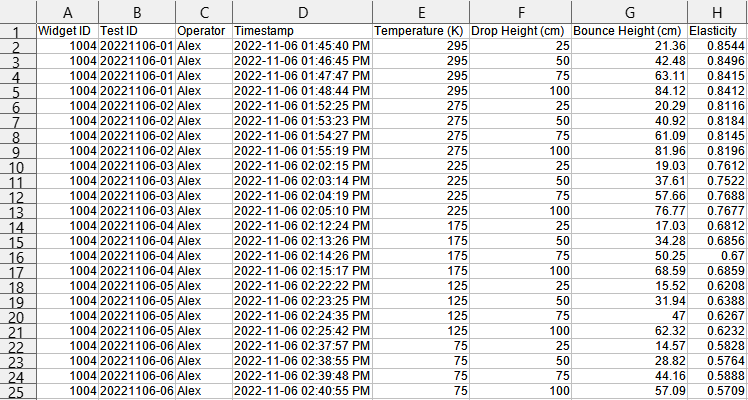 A B C D E F G H
1 Widget ID Test ID Operator Timestamp Temperature (K) Drop Height (cm) Bounce Height (cm) Elasticity
2 1004 20221106-01 Alex 2022-11-06 01:45:40 PM 295 25 21.36 0.8544
3 1004 20221106-01 Alex 2022-11-06 01:46:45 PM 295 50 42.48 0.8496
4 1004 20221106-01 Alex 2022-11-06 01:47:47 PM 295 75 63.11 0.8415
5 1004 20221106-01 Alex 2022-11-06 01:48:44 PM 295 100 84.12 0.8412
6 1004 20221106-02 Alex 2022-11-06 01:52:25 PM 275 25 20.29 0.8116
7 1004 20221106-02 Alex 2022-11-06 01:53:23 PM 275 50 40.92 0.8184
8 1004 20221106-02 Alex 2022-11-06 01:54:27 PM 275 75 61.09 0.8145
9 1004 20221106-02 Alex 2022-11-06 01:55:19 PM 275 100 81.96 0.8196
10 1004 20221106-03 Alex 2022-11-06 02:02:15 PM 225 25 19.03 0.7612
11 1004 20221106-03 Alex 2022-11-06 02:03:14 PM 225 50 37.61 0.7522
12 1004 20221106-03 Alex 2022-11-06 02:04:19 PM 225 75 57.66 0.7688
13 1004 20221106-03 Alex 2022-11-06 02:05:10 PM 225 100 76.77 0.7677
14 1004 20221106-04 Alex 2022-11-06 02:12:24 PM 175 25 17.03 0.6812
15 1004 20221106-04 Alex 2022-11-06 02:13:26 PM 175 50 34.28 0.6856
16 1004 20221106-04 Alex 2022-11-06 02:14:26 PM 175 75 50.25 0.67
17 1004 20221106-04 Alex 2022-11-06 02:15:17 PM 175 100 68.59 0.6859
18 1004 20221106-05 Alex 2022-11-06 02:22:22 PM 125 25 15.52 0.6208
19 1004 20221106-05 Alex 2022-11-06 02:23:25 PM 125 50 31.94 0.6388
20 1004 20221106-05 Alex 2022-11-06 02:24:35 PM 125 75 47 0.6267
21 1004 20221106-05 Alex 2022-11-06 02:25:42 PM 125 100 62.32 0.6232
22 1004 20221106-06 Alex 2022-11-06 02:37:57 PM 75 25 14.57 0.5828
23 1004 20221106-06 Alex 2022-11-06 02:38:55 PM 75 50 28.82 0.5764
24 1004 20221106-06 Alex 2022-11-06 02:39:48 PM 75 75 44.16 0.5888
25 1004 20221106-06 Alex 2022-11-06 02:40:55 PM 75 100 57.09 0.5709